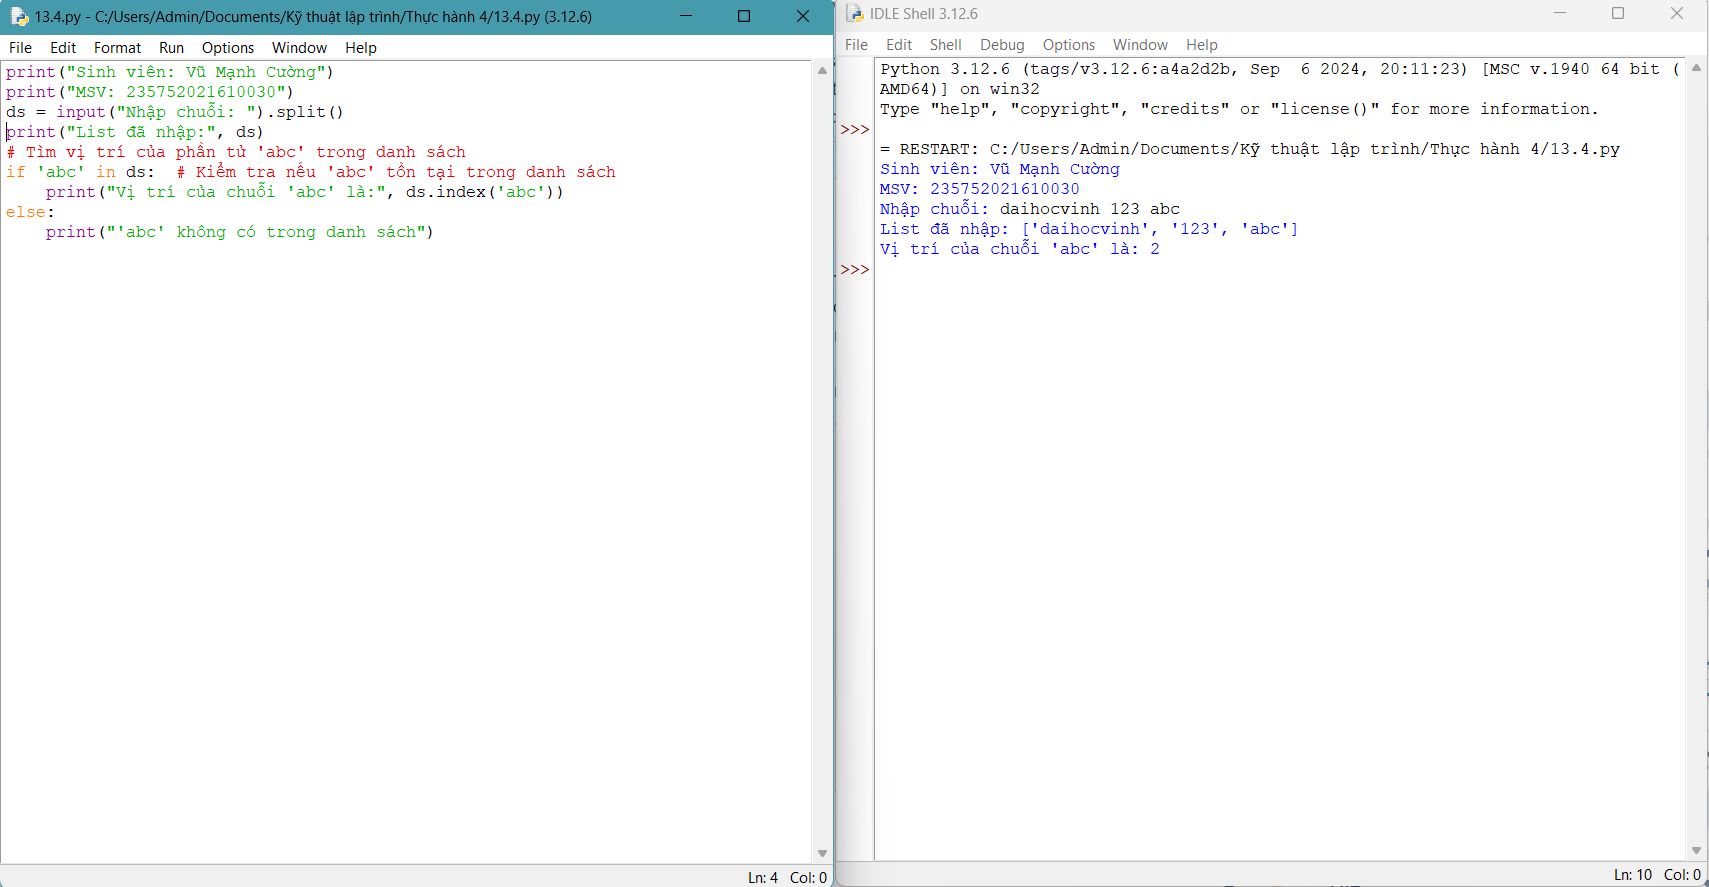 13.4.py - C:/Users/Admin/Documents/Kỹ thuật lập trình/Thực hành 4/13.4.py (3.12.6)
File Edit Format Run Options Window Help
print("Sinh viên: Vũ Mạnh Cường")
print("MSV: 235752021610030")
ds = input("Nhập chuỗi: ").split()
print("List đã nhập:", ds)
# Tìm vị trí của phần tử 'abc' trong danh sách
if 'abc' in ds:  # Kiểm tra nếu 'abc' tồn tại trong danh sách
    print("Vị trí của chuỗi 'abc' là:", ds.index('abc'))
else:
    print("'abc' không có trong danh sách")
Ln: 4 Col: 0
IDLE Shell 3.12.6
File Edit Shell Debug Options Window Help
Python 3.12.6 (tags/v3.12.6:a4a2d2b, Sep  6 2024, 20:11:23) [MSC v.1940 64 bit (
AMD64)] on win32
Type "help", "copyright", "credits" or "license()" for more information.
>>>
= RESTART: C:/Users/Admin/Documents/Kỹ thuật lập trình/Thực hành 4/13.4.py
Sinh viên: Vũ Mạnh Cường
MSV: 235752021610030
Nhập chuỗi: daihocvinh 123 abc
List đã nhập: ['daihocvinh', '123', 'abc']
Vị trí của chuỗi 'abc' là: 2
>>>
Ln: 10 Col: 0